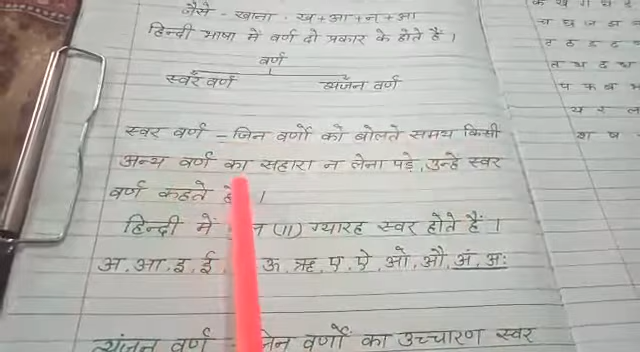 जैसे - खाना - ख+आ+न+आ
हिन्दी भाषा में वर्ण दो प्रकार के होते हैं।
वर्ण
स्वर वर्ण व्यंजन वर्ण
स्वर वर्ण - जिन वर्णो को बोलते समय किसी
अन्य वर्ण का सहारा न लेना पड़े, उन्हे स्वर
वर्ण कहते है।
हिन्दी में (11) ग्यारह स्वर होते हैं।
अ, आ, इ, ई, ऊ, ऋ, ए, ऐ, ओ, औ, अं, अः
व्यंजन वर्ण - जिन वर्णों का उच्चारण स्वर
च छ ज झ
ट ठ ड ढ
त थ द ध
प फ ब भ
य र ल
श ष